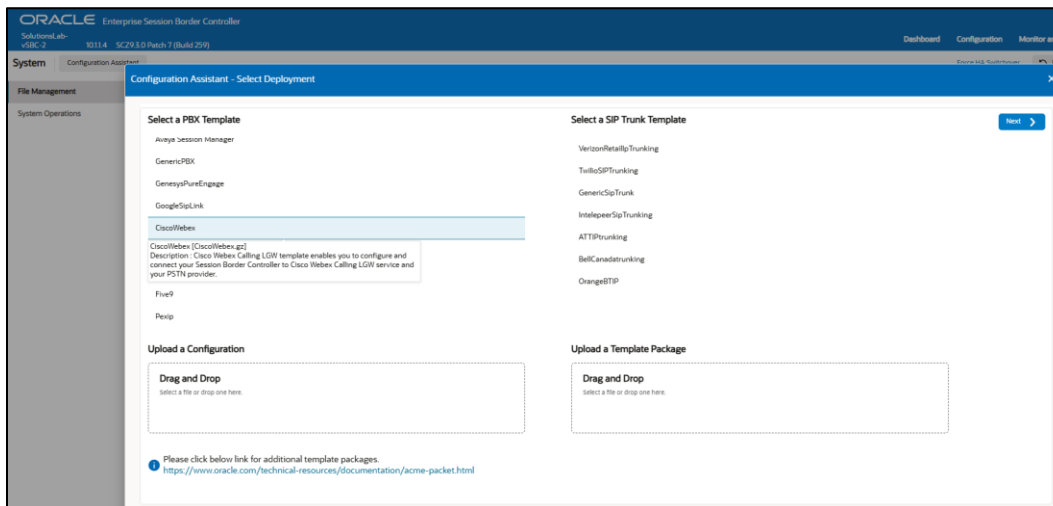 ORACLE Enterprise Session Border Controller
SolutionsLab-
vSBC-2 10.1.1.4 SCZ9.3.0 Patch 7 (Build 259)
Dashboard Configuration Monitor a
System Configuration Assistant
Force HA Switchover
Configuration Assistant - Select Deployment
File Management
System Operations
Select a PBX Template
Avaya Session Manager
GenericPBX
GenesysPureEngage
GoogleSipLink
CiscoWebex
CiscoWebex [CiscoWebex.gz]
Description : Cisco Webex Calling LGW template enables you to configure and
connect your Session Border Controller to Cisco Webex Calling LGW service and
your PSTN provider.
Five9
Pexip
Select a SIP Trunk Template
Next
VerizonRetailIpTrunking
TwilioSIPTrunking
GenericSipTrunk
IntelepeerSipTrunking
ATTIPtrunking
BellCanadatrunking
OrangeBTIP
Upload a Configuration
Drag and Drop
Select a file or drop one here.
Upload a Template Package
Drag and Drop
Select a file or drop one here.
Please click below link for additional template packages.
https://www.oracle.com/technical-resources/documentation/acme-packet.html